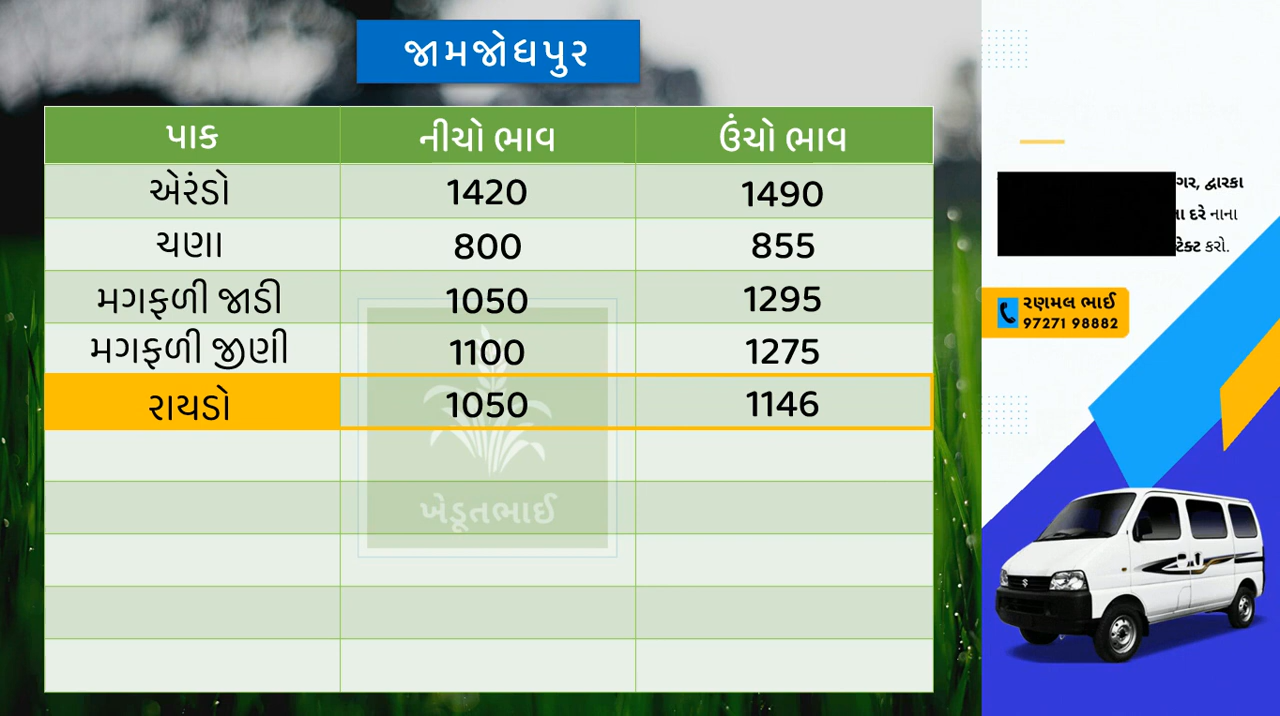 જામજોધપુર
પાક નીચો ભાવ ઉંચો ભાવ
એરંડો 1420 1490
ચણા 800 855
મગફળી જાડી 1050 1295
મગફળી જીણી 1100 1275
રાયડો 1050 1146
ખેડૂતભાઈ
દ્વારકા
દરે નાના
કરો.
રણમલ ભાઈ
97271 98882